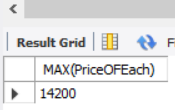 Result Grid
MAX(PriceOFEach)
14200